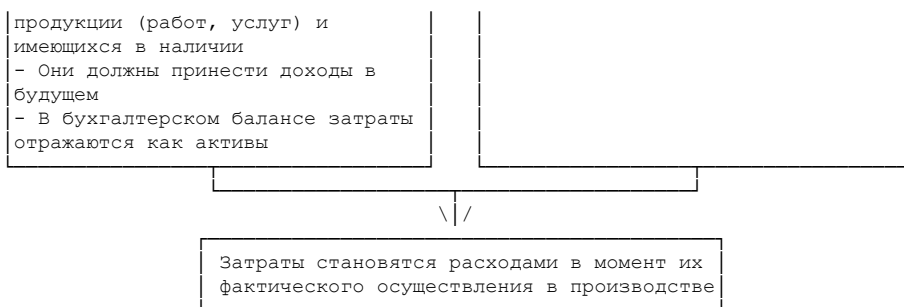 продукции (работ, услуг) и
имеющихся в наличии
- Они должны принести доходы в
будущем
- В бухгалтерском балансе затраты
отражаются как активы
Затраты становятся расходами в момент их
фактического осуществления в производстве